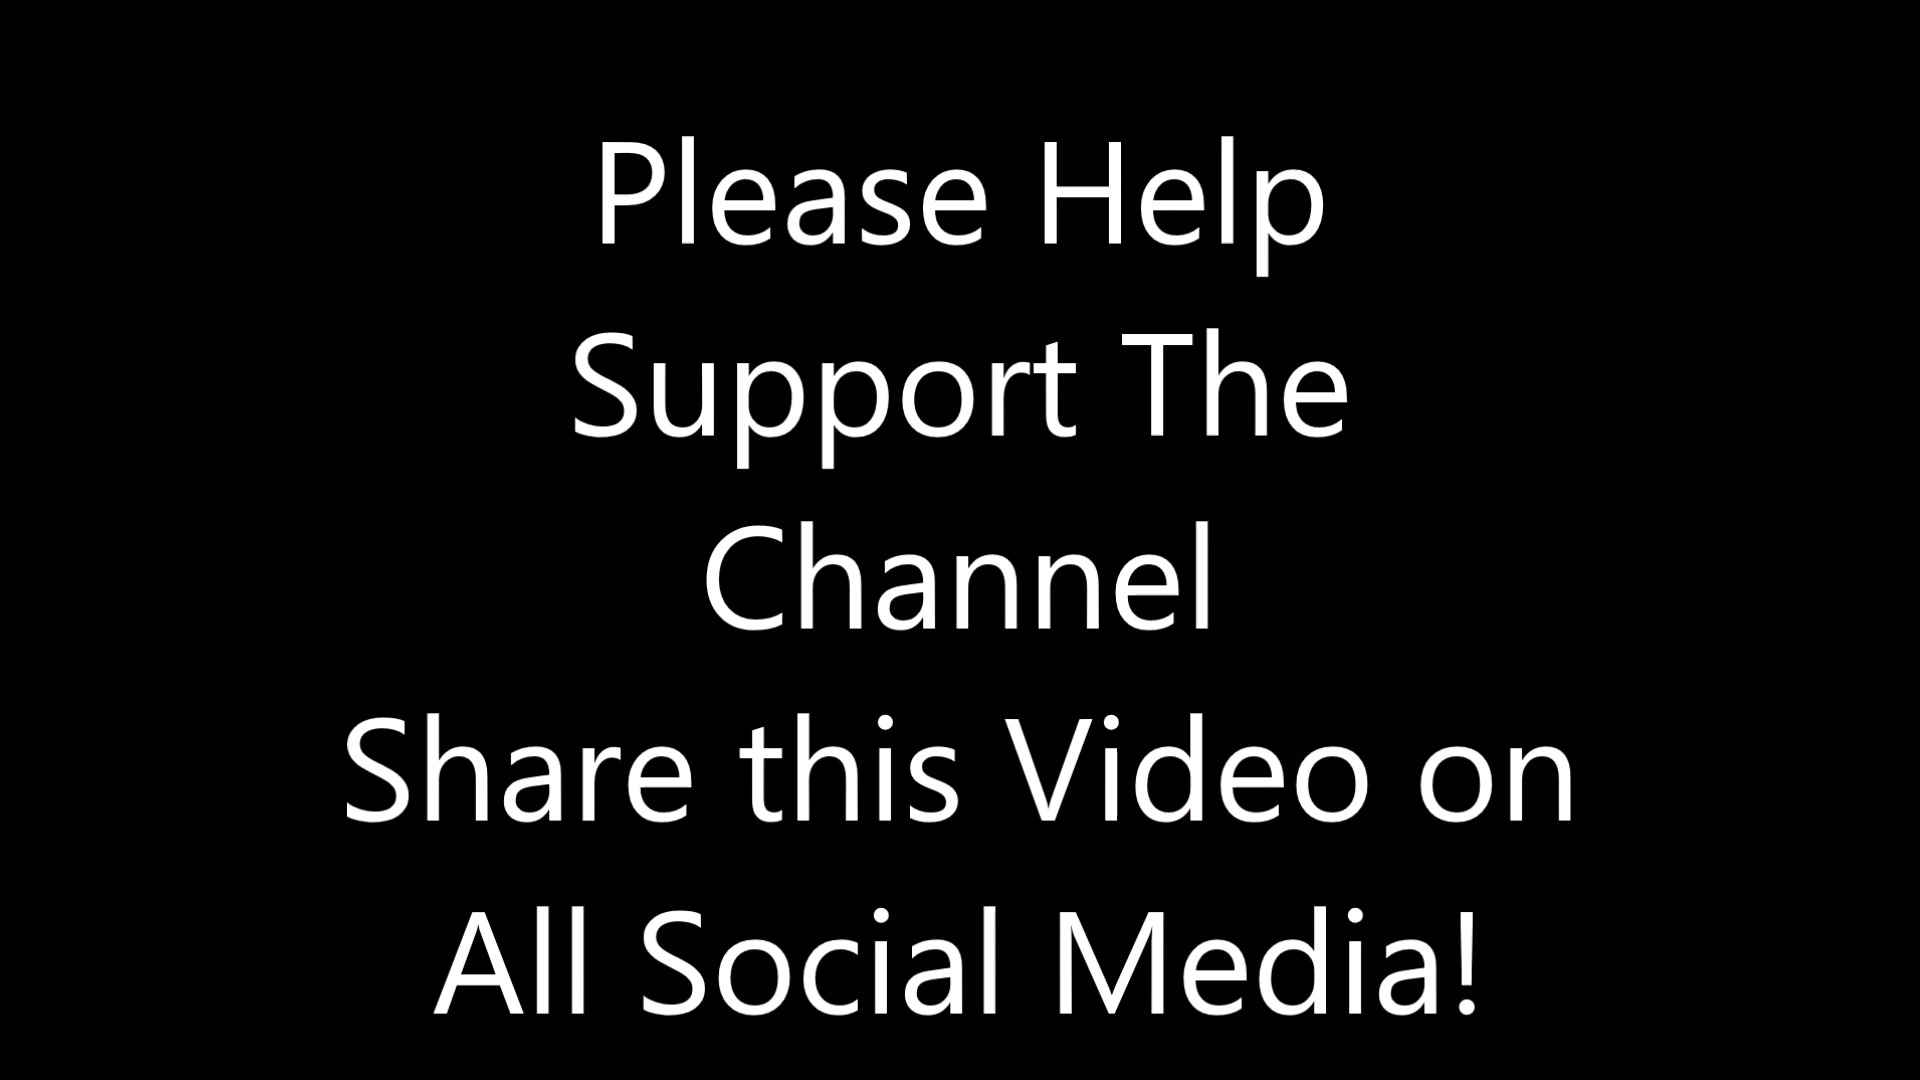 Please Help
Support The
Channel
Share this Video on
All Social Media!